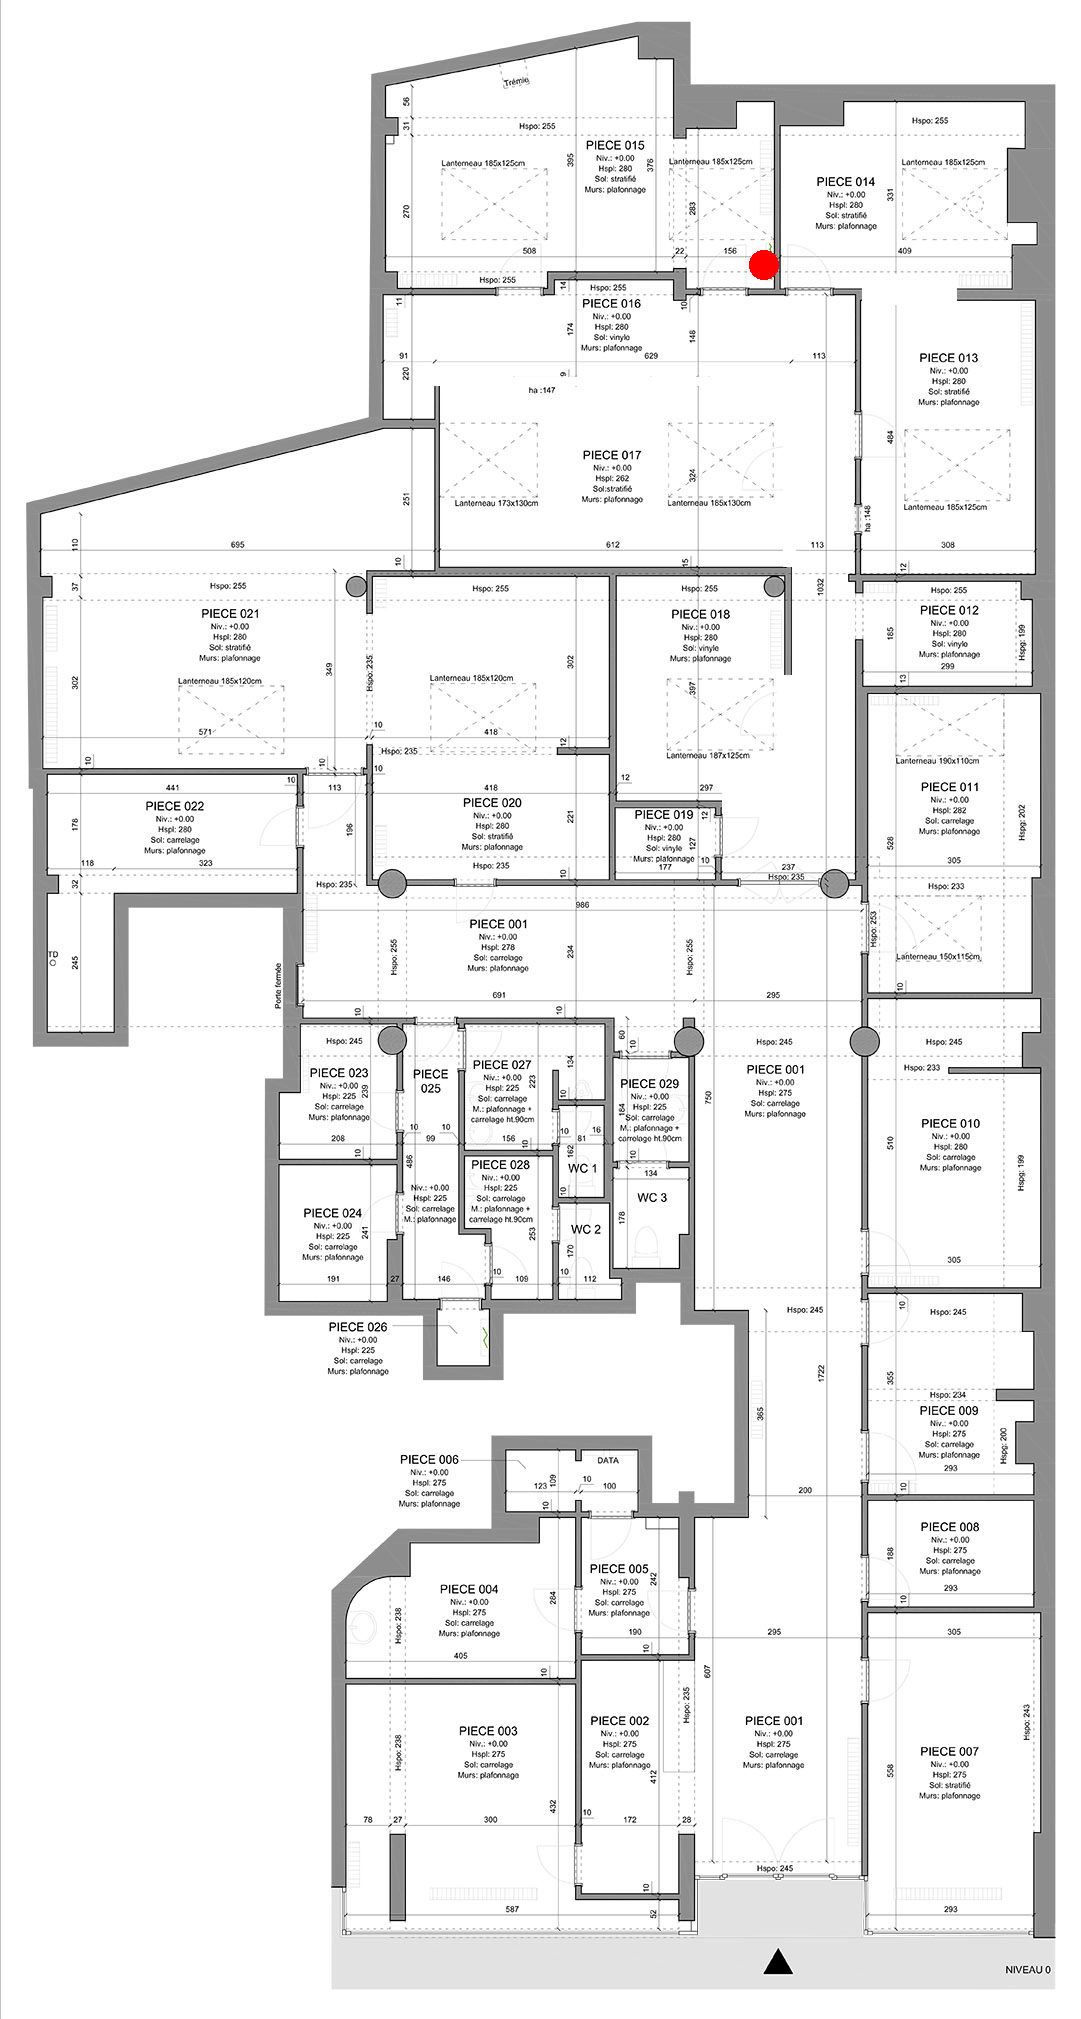 Trémie
56
31
Hspo: 255
Hspo: 255
PIECE 015
Niv.: +0.00
Hspl: 280
Sol: stratifié
Murs: plafonnage
395
376
Lanterneau 185x125cm
Lanterneau 185x125cm
Lanterneau 185x125cm
PIECE 014
Niv.: +0.00
Hspl: 280
Sol: stratifié
Murs: plafonnage
331
270
283
508
22
156
409
Hspo: 255
14
Hspo: 255
11
10
PIECE 016
Niv.: +0.00
Hspl: 280
Sol: vinyle
Murs: plafonnage
174
148
91
629
113
220
9
ha :147
PIECE 013
Niv.: +0.00
Hspl: 280
Sol: stratifié
Murs: plafonnage
484
PIECE 017
Niv.: +0.00
Hspl: 262
Sol:stratifié
Murs: plafonnage
324
Lanterneau 173x130cm
Lanterneau 185x130cm
Lanterneau 185x125cm
ha :148
251
110
695
612
113
308
10
15
12
37
Hspo: 255
Hspo: 255
Hspo: 255
1032
Hspo: 255
PIECE 021
Niv.: +0.00
Hspl: 280
Sol: stratifié
Murs: plafonnage
302
349
Hspo: 235
302
PIECE 018
Niv.: +0.00
Hspl: 280
Sol: vinyle
Murs: plafonnage
397
PIECE 012
Niv.: +0.00
Hspl: 280
Sol: vinyle
Murs: plafonnage
185
Hspg: 199
299
13
Lanterneau 185x120cm
Lanterneau 185x120cm
571
10
418
12
Hspo: 235
Lanterneau 187x125cm
Lanterneau 190x110cm
10
10
10
10
441
113
418
12
297
PIECE 022
Niv.: +0.00
Hspl: 280
Sol: carrelage
Murs: plafonnage
178
196
PIECE 020
Niv.: +0.00
Hspl: 280
Sol: stratifié
Murs: plafonnage
221
PIECE 019
Niv.: +0.00
Hspl: 280
Sol: vinyle
Murs: plafonnage
12
127
10
177
PIECE 011
Niv.: +0.00
Hspl: 282
Sol: carrelage
Murs: plafonnage
528
Hspg: 202
305
118
323
32
Hspo: 235
Hspo: 235
10
237
Hspo: 235
Hspo: 233
986
PIECE 001
Niv.: +0.00
Hspl: 278
Sol: carrelage
Murs: plafonnage
Hspo: 255
234
Hspo: 255
Hspo: 253
Lanterneau 150x115cm
TD
245
Porte fermée
691
295
10
10
10
Hspo: 245
60
10
Hspo: 245
Hspo: 245
Hspo: 233
PIECE 023
Niv.: +0.00
Hspl: 225
Sol: carrelage
Murs: plafonnage
239
208
10
PIECE
025
10
10
99
486
Niv.: +0.00
Hspl: 225
Sol: carrelage
M.: plafonnage
PIECE 027
Niv.: +0.00
Hspl: 225
Sol: carrelage
M.: plafonnage +
carrelage ht.90cm
223
134
10
156
10
10
81
16
162
WC 1
10
PIECE 029
Niv.: +0.00
Hspl: 225
Sol: carrelage
M.: plafonnage +
carrelage ht.90cm
184
10
134
WC 3
178
PIECE 001
Niv.: +0.00
Hspl: 275
Sol: carrelage
Murs: plafonnage
750
PIECE 010
Niv.: +0.00
Hspl: 280
Sol: carrelage
Murs: plafonnage
510
Hspg: 199
305
PIECE 024
Niv.: +0.00
Hspl: 225
Sol: carrelage
Murs: plafonnage
241
191
27
146
PIECE 028
Niv.: +0.00
Hspl: 225
Sol: carrelage
M.: plafonnage +
carrelage ht.90cm
253
10
109
10
WC 2
170
10
112
Hspo: 245
10
Hspo: 245
PIECE 026
Niv.: +0.00
Hspl: 225
Sol: carrelage
Murs: plafonnage
1722
355
Hspo: 234
365
PIECE 009
Niv.: +0.00
Hspl: 275
Sol: carrelage
Murs: plafonnage
Hspg: 200
293
10
200
PIECE 006
Niv.: +0.00
Hspl: 275
Sol: carrelage
Murs: plafonnage
DATA
109
10
123
100
10
PIECE 008
Niv.: +0.00
Hspl: 275
Sol: carrelage
Murs: plafonnage
188
293
10
PIECE 005
Niv.: +0.00
Hspl: 275
Sol: carrelage
Murs: plafonnage
242
190
10
PIECE 004
Niv.: +0.00
Hspl: 275
Sol: carrelage
Murs: plafonnage
Hspo: 238
284
405
10
295
305
607
Hspo: 235
PIECE 003
Niv.: +0.00
Hspl: 275
Sol: carrelage
Murs: plafonnage
Hspo: 238
432
PIECE 002
Niv.: +0.00
Hspl: 275
Sol: carrelage
Murs: plafonnage
412
PIECE 001
Niv.: +0.00
Hspl: 275
Sol: carrelage
Murs: plafonnage
Hspo: 243
PIECE 007
Niv.: +0.00
Hspl: 275
Sol: stratifié
Murs: plafonnage
558
10
78
27
300
172
28
Hspo: 245
10
587
52
293
NIVEAU 0